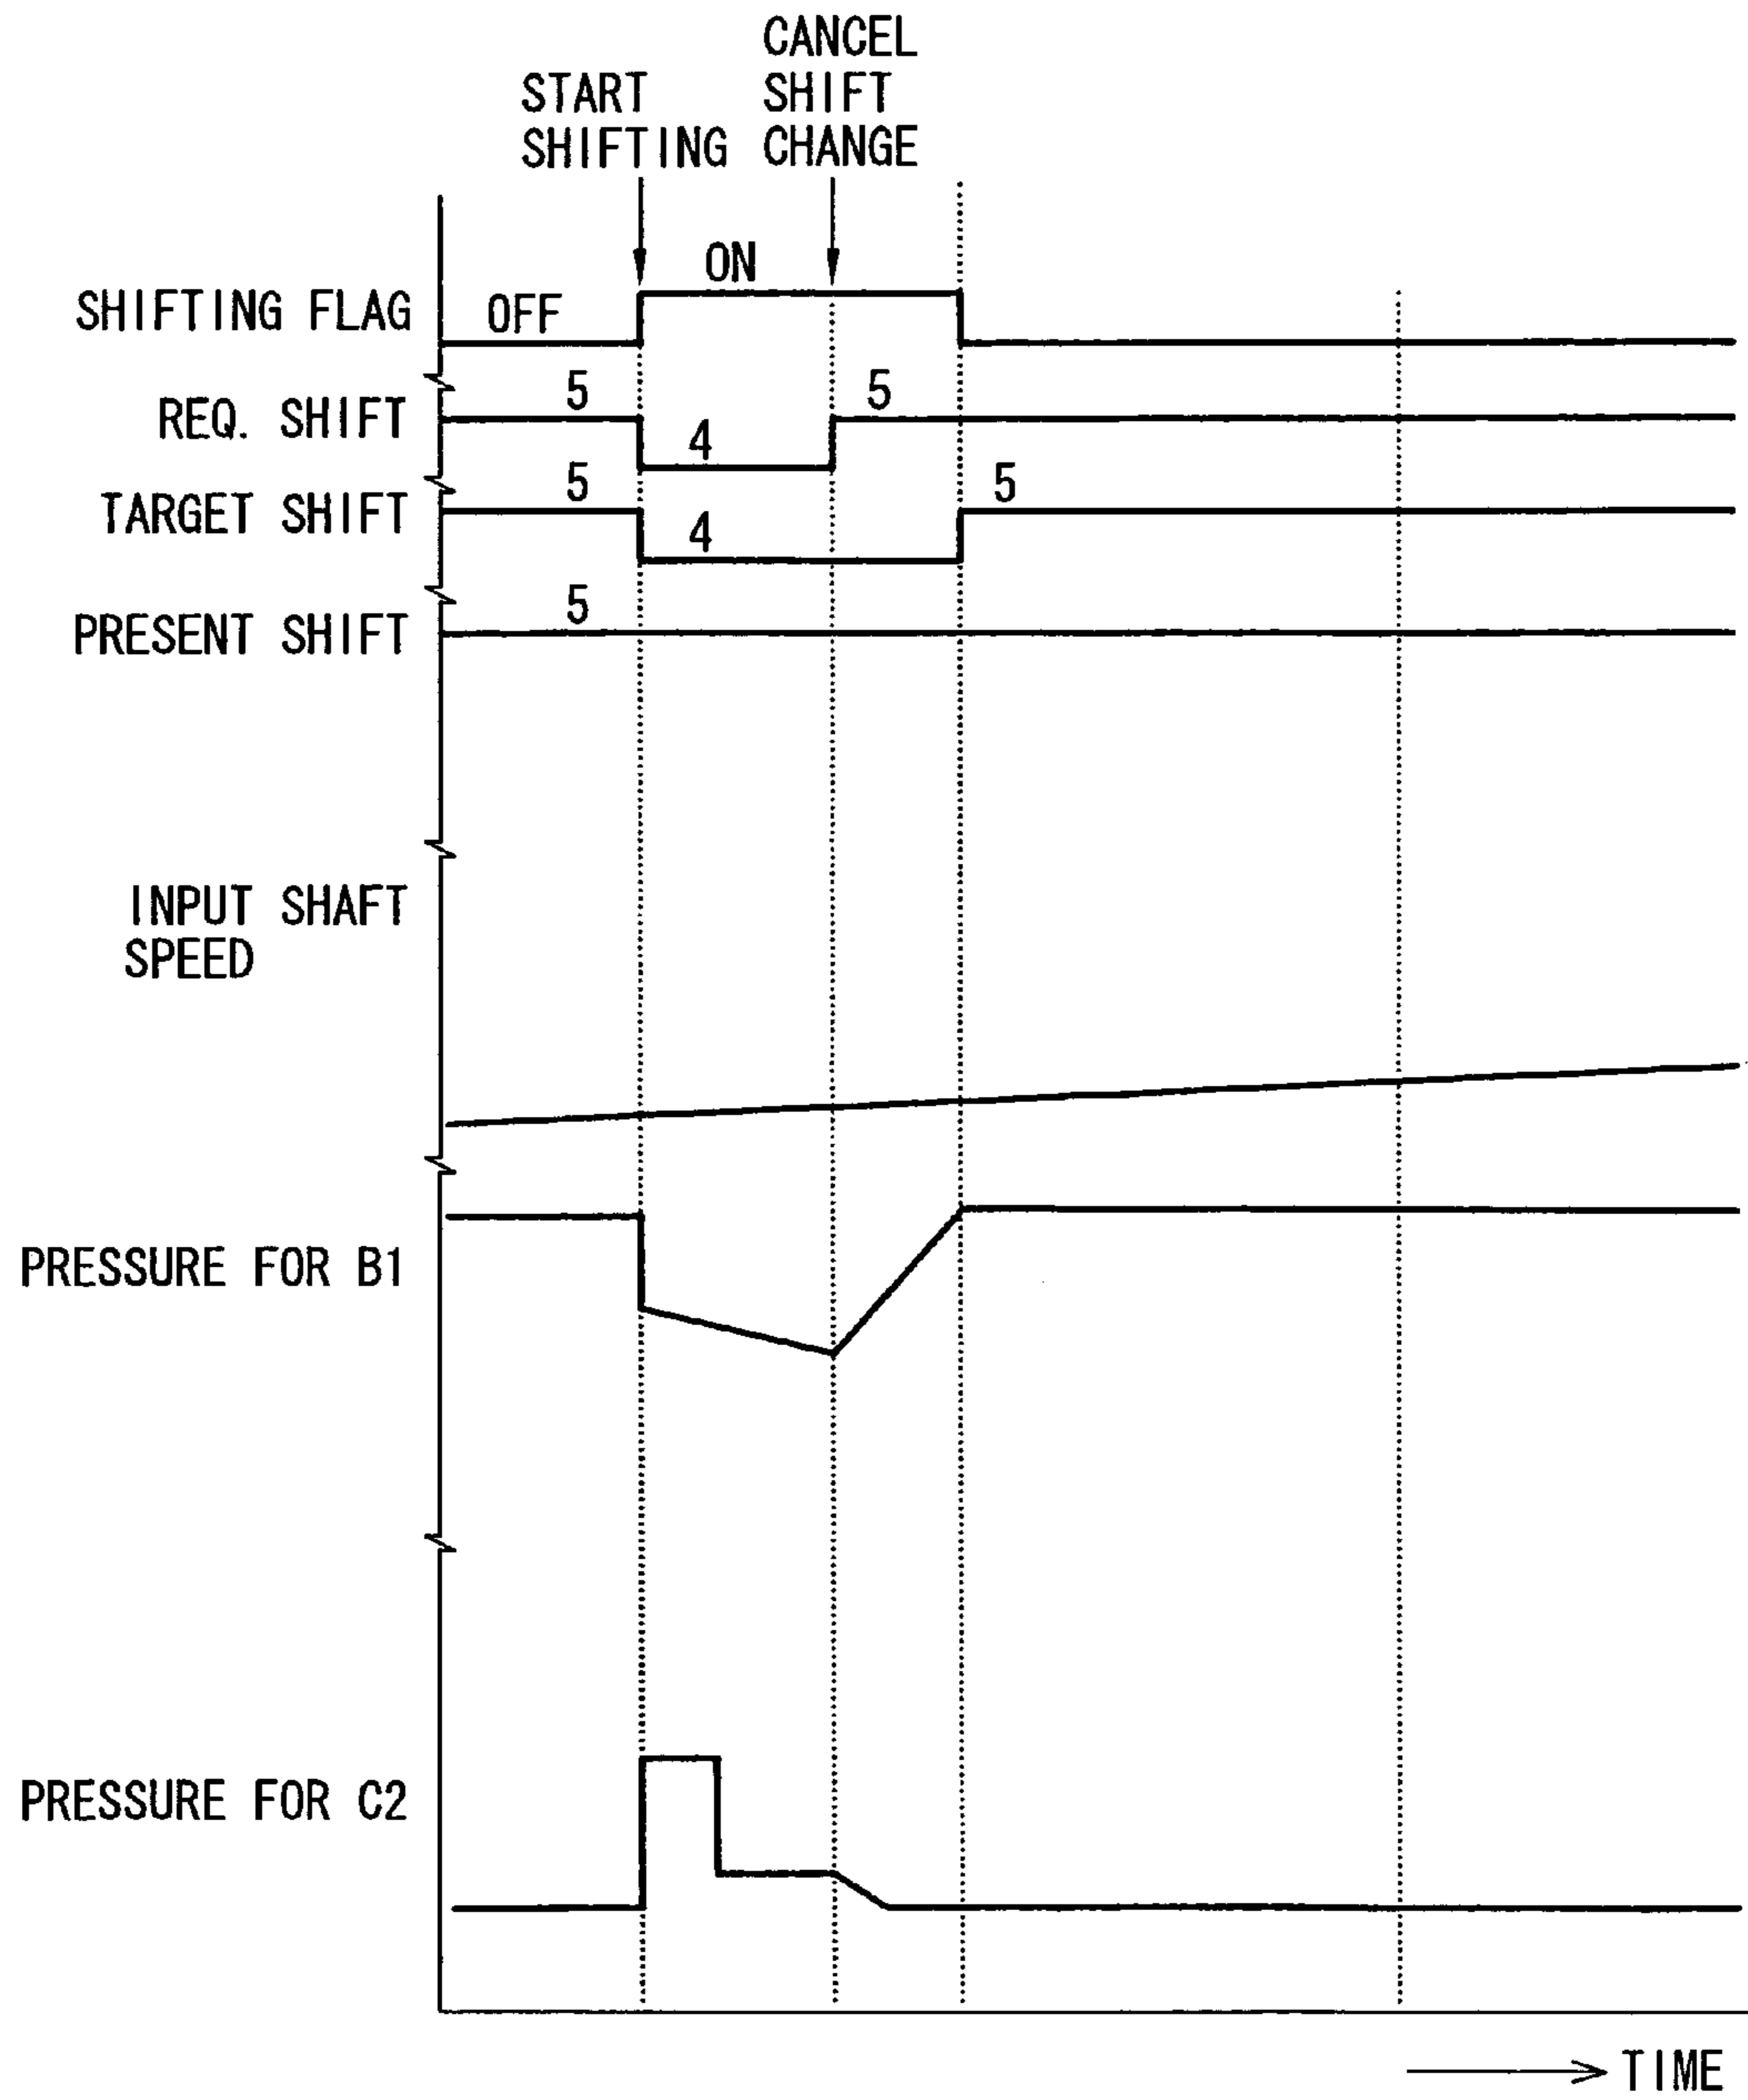 CANCEL
SHIFT
CHANGE
START
SHIFTING
ON
SHIFTING FLAG
OFF
5
5
REQ. SHIFT
4
5
5
TARGET SHIFT
4
5
PRESENT SHIFT
INPUT SHAFT
SPEED
PRESSURE FOR B1
PRESSURE FOR C2
TIME